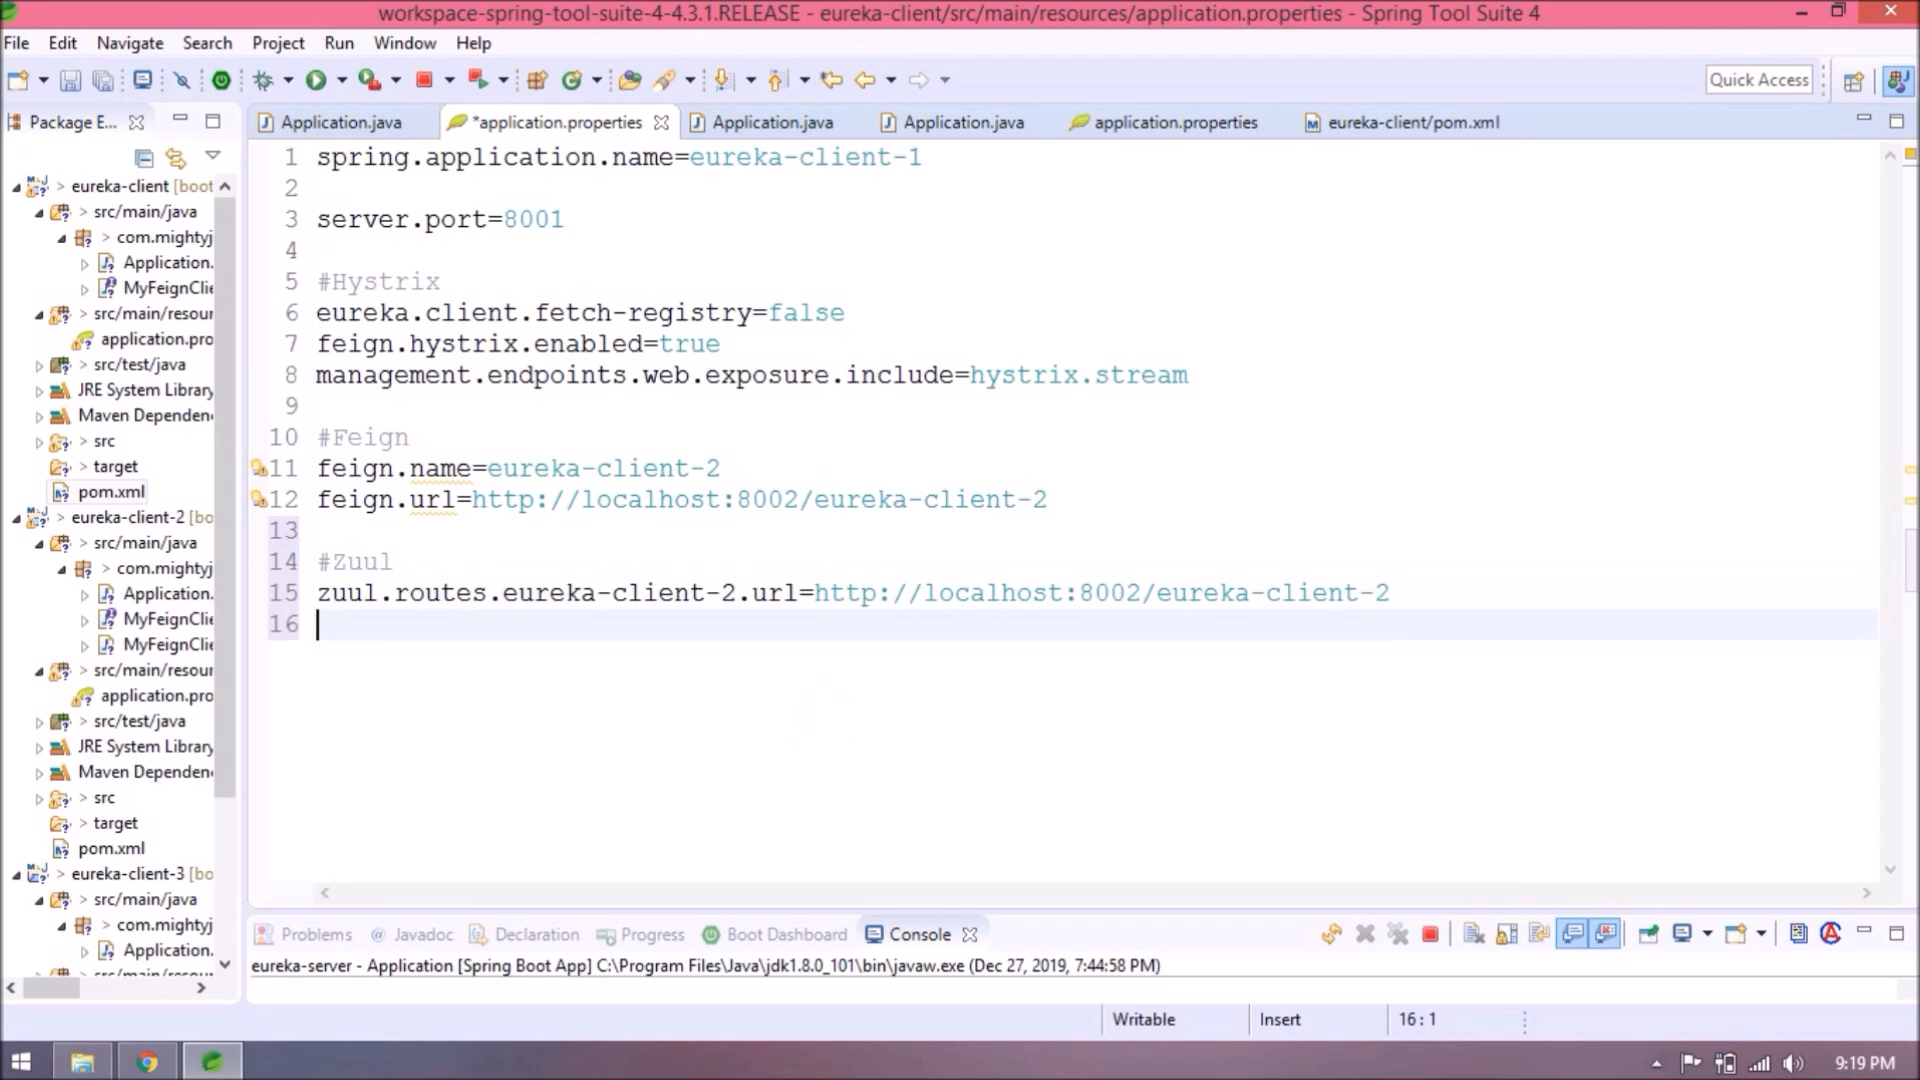 workspace-spring-tool-suite-4-4.3.1.RELEASE - eureka-client/src/main/resources/application.properties - Spring Tool Suite 4
File Edit Navigate Search Project Run Window Help
Quick Access
Package E...
Application.java *application.properties Application.java Application.java application.properties eureka-client/pom.xml
> eureka-client [boot
> src/main/java
> com.mightyj
Application.
MyFeignClie
> src/main/resour
application.pro
> src/test/java
JRE System Library
Maven Dependen
> src
> target
pom.xml
> eureka-client-2 [bo
> src/main/java
> com.mightyj
Application.
MyFeignClie
MyFeignClie
> src/main/resour
application.pro
> src/test/java
JRE System Library
Maven Dependen
> src
> target
pom.xml
> eureka-client-3 [bo
> src/main/java
> com.mightyj
Application.
1 spring.application.name=eureka-client-1
2
3 server.port=8001
4
5 #Hystrix
6 eureka.client.fetch-registry=false
7 feign.hystrix.enabled=true
8 management.endpoints.web.exposure.include=hystrix.stream
9
10 #Feign
11 feign.name=eureka-client-2
12 feign.url=http://localhost:8002/eureka-client-2
13
14 #Zuul
15 zuul.routes.eureka-client-2.url=http://localhost:8002/eureka-client-2
16
Problems @ Javadoc Declaration Progress Boot Dashboard Console
eureka-server - Application [Spring Boot App] C:\Program Files\Java\jdk1.8.0_101\bin\javaw.exe (Dec 27, 2019, 7:44:58 PM)
Writable Insert 16 : 1
9:19 PM